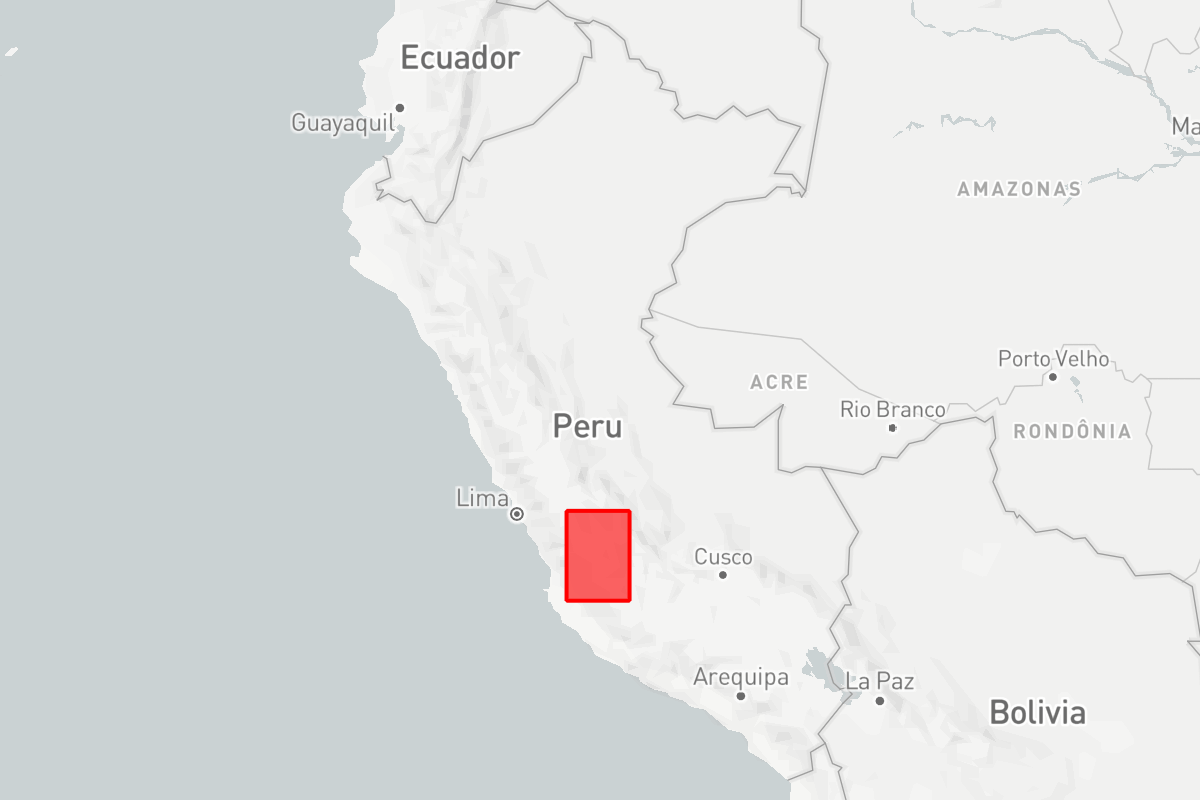 Ecuador
Guayaquil
Ma
AMAZONAS
Porto Velho
ACRE
Rio Branco
Peru
RONDÔNIA
Lima
Cusco
Arequipa
La Paz
Bolivia